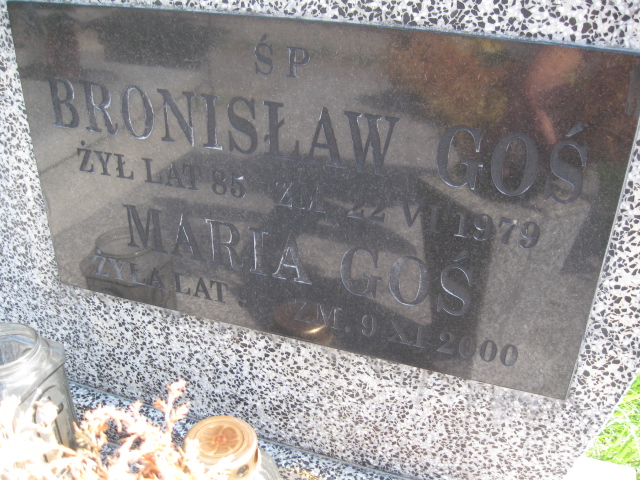 ŚP
BRONISŁAW GOŚ
ŻYŁ LAT 85 ZM. 22 VI 1979
MARIA GOŚ
ŻYŁA LAT ZM. 9 XI 2000